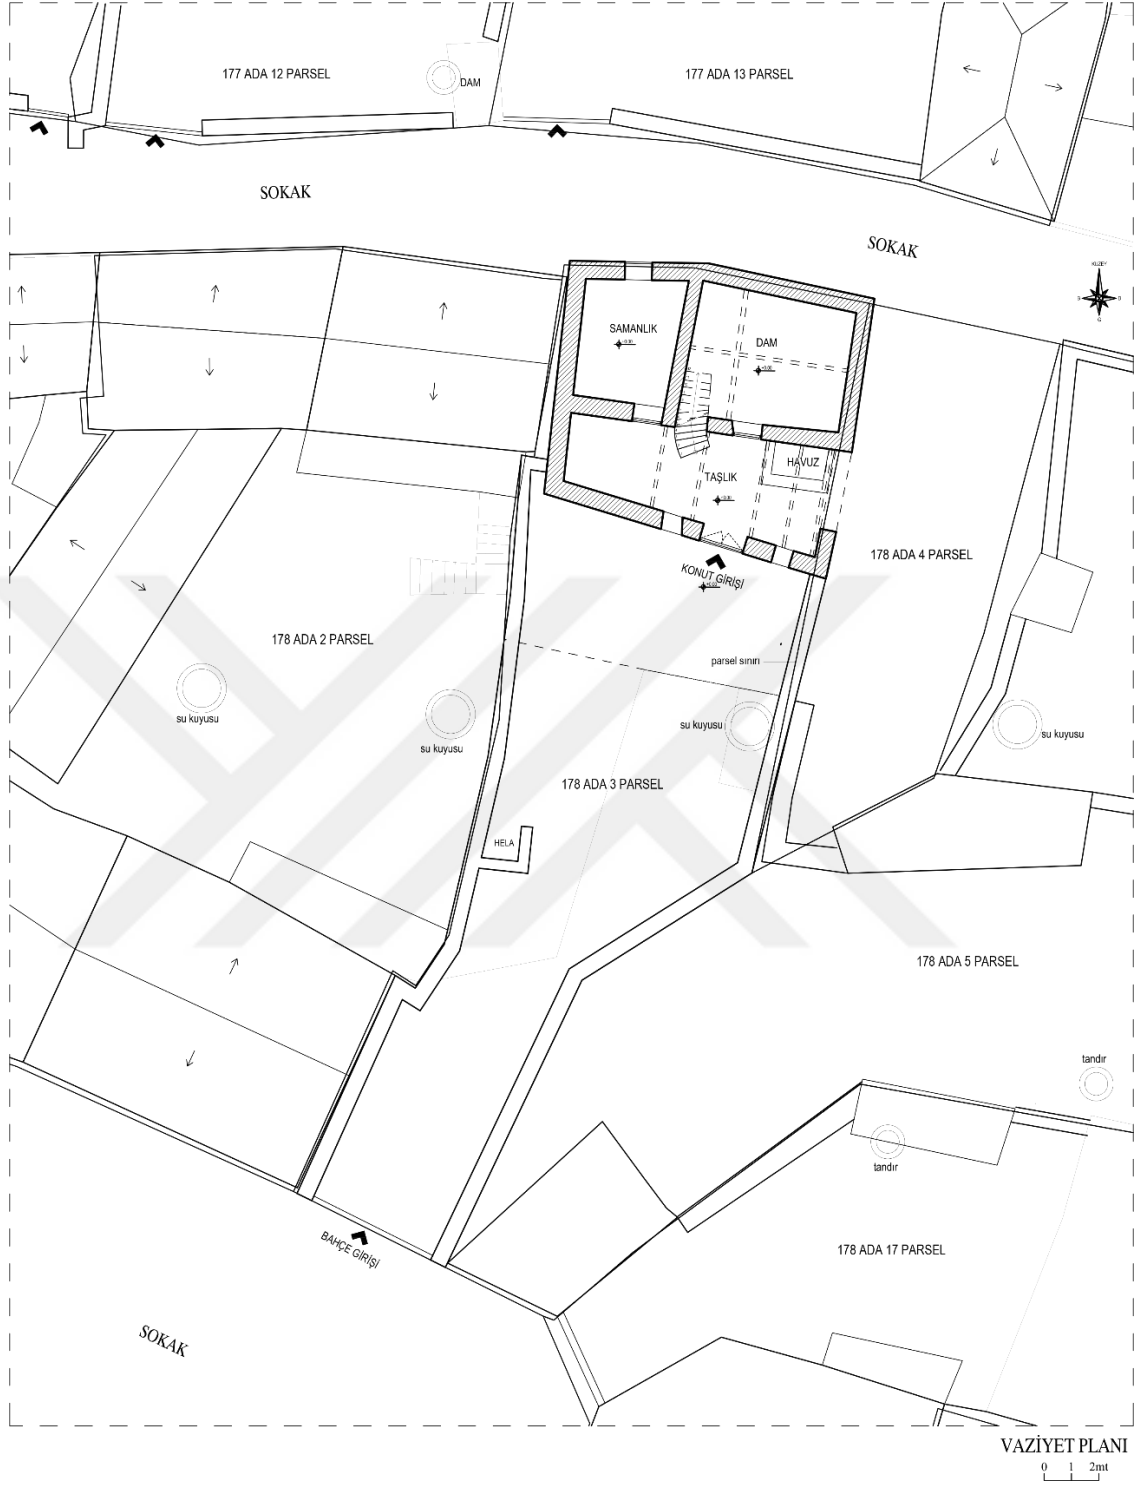 177 ADA 12 PARSEL
DAM
177 ADA 13 PARSEL
SOKAK
SOKAK
KUZEY
SAMANLIK
DAM
HAVUZ
TAŞLIK
178 ADA 4 PARSEL
KONUT GİRİŞİ
178 ADA 2 PARSEL
parsel sınırı
su kuyusu
su kuyusu
su kuyusu
su kuyusu
178 ADA 3 PARSEL
HELA
178 ADA 5 PARSEL
tandır
tandır
BAHÇE GİRİŞİ
178 ADA 17 PARSEL
SOKAK
VAZİYET PLANI
0 1 2mt